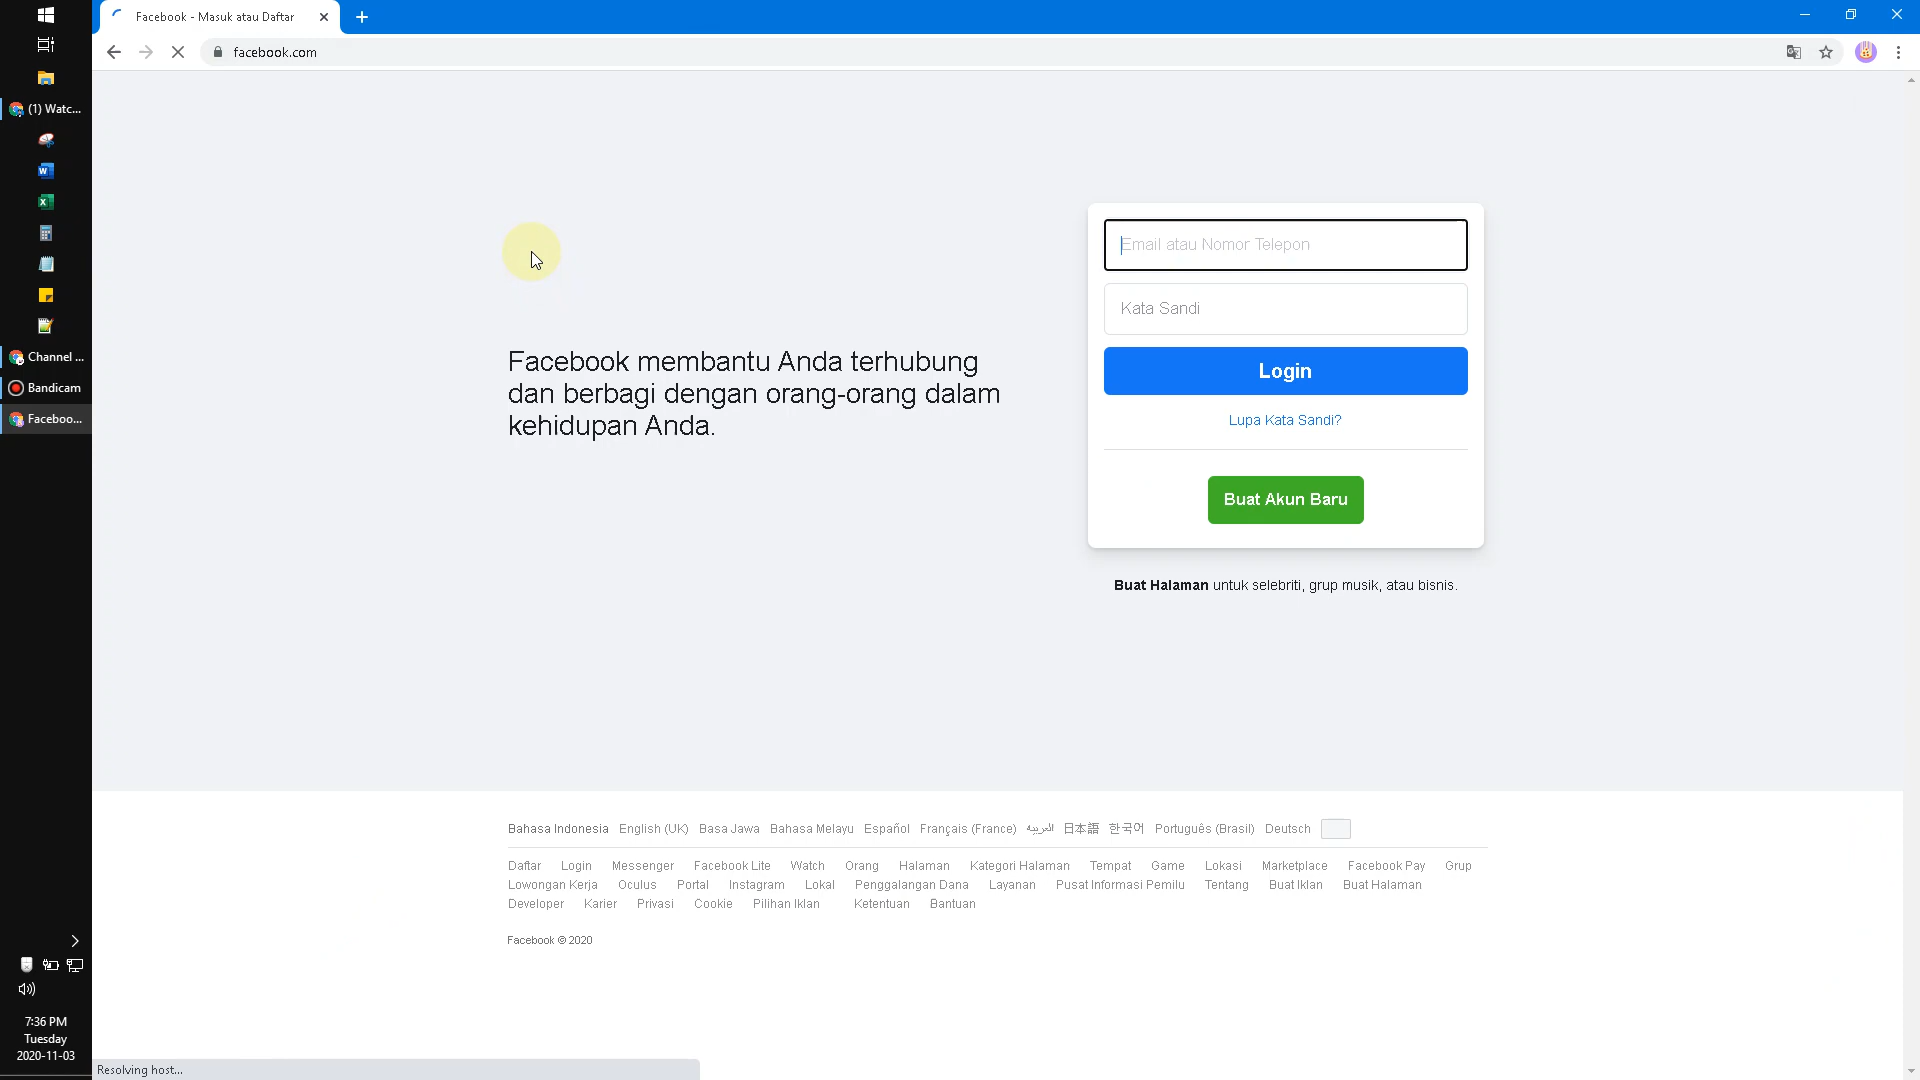 Facebook - Masuk atau Daftar
facebook.com
(1) Watc...
Channel ...
Bandicam
Faceboo...
7:36 PM
Tuesday
2020-11-03
Email atau Nomor Telepon
Kata Sandi
Login
Lupa Kata Sandi?
Buat Akun Baru
Buat Halaman untuk selebriti, grup musik, atau bisnis.
Facebook membantu Anda terhubung
dan berbagi dengan orang-orang dalam
kehidupan Anda.
Bahasa Indonesia English (UK) Basa Jawa Bahasa Melayu Español Français (France) العربية 日本語 한국어 Português (Brasil) Deutsch
Daftar Login Messenger Facebook Lite Watch Orang Halaman Kategori Halaman Tempat Game Lokasi Marketplace Facebook Pay Grup
Lowongan Kerja Oculus Portal Instagram Lokal Penggalangan Dana Layanan Pusat Informasi Pemilu Tentang Buat Iklan Buat Halaman
Developer Karier Privasi Cookie Pilihan Iklan Ketentuan Bantuan
Facebook © 2020
Resolving host...